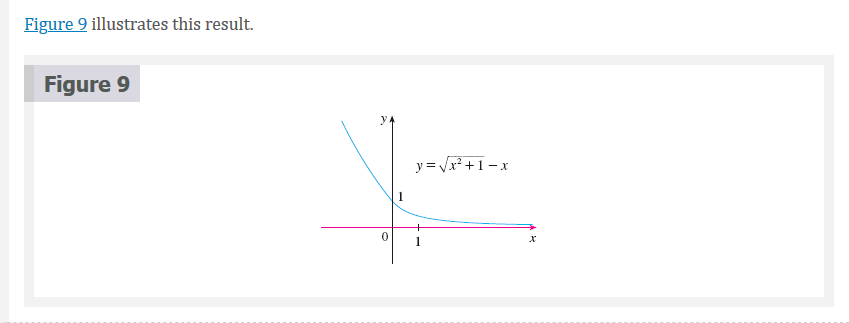 Figure 9 illustrates this result.
Figure 9
y
y = √x² + 1 − x
1
0
1
x